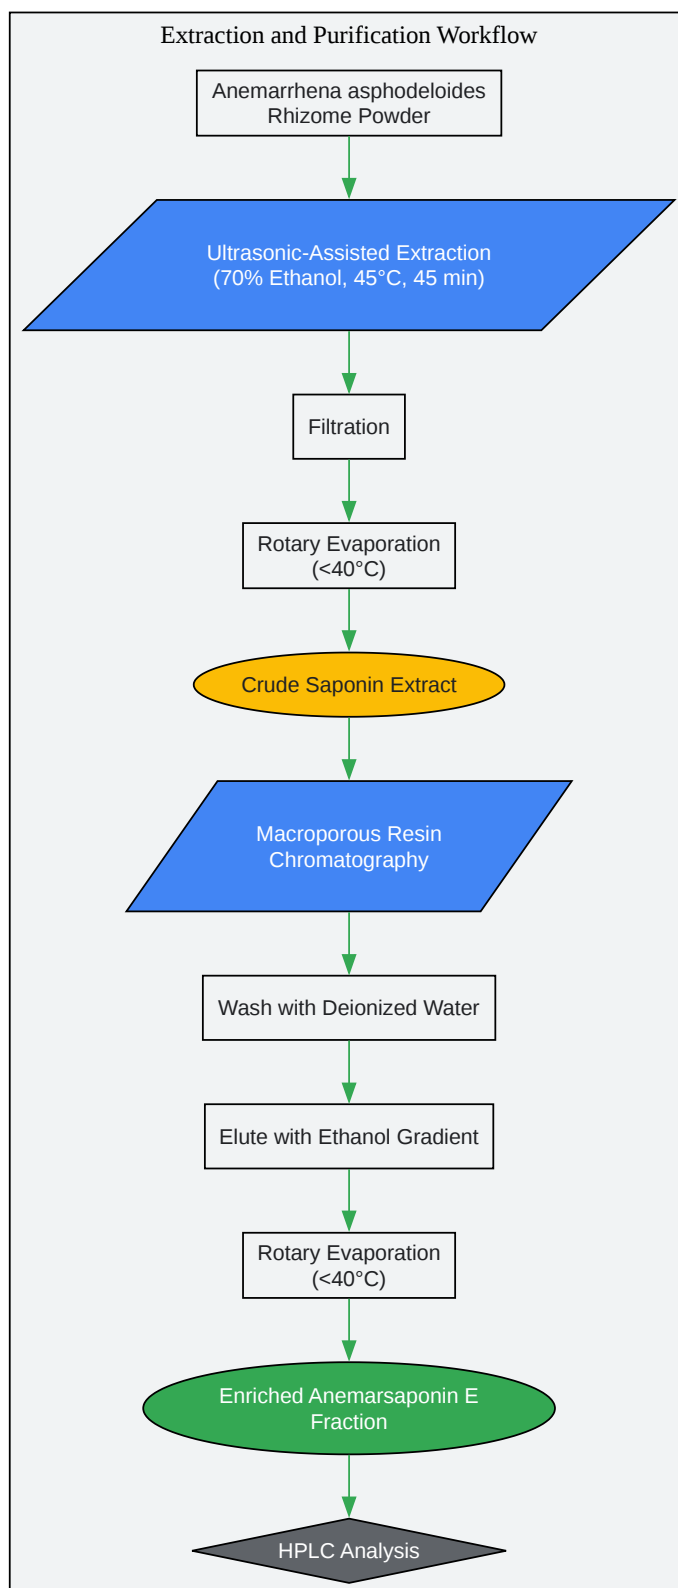 Extraction and Purification Workflow
Anemarrhena asphodeloides
Rhizome Powder
Ultrasonic-Assisted Extraction
(70% Ethanol, 45°C, 45 min)
Filtration
Rotary Evaporation
(<40°C)
Crude Saponin Extract
Macroporous Resin
Chromatography
Wash with Deionized Water
Elute with Ethanol Gradient
Rotary Evaporation
(<40°C)
Enriched Anemarsaponin E
Fraction
HPLC Analysis